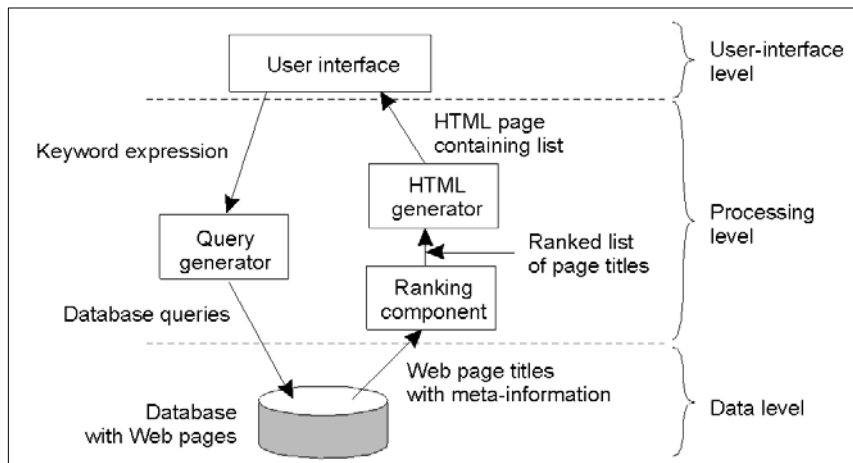 User interface
User-interface
level
Keyword expression
HTML page
containing list
HTML
generator
Query
generator
Ranked list
of page titles
Processing
level
Database queries
Ranking
component
Web page titles
with meta-information
Database
with Web pages
Data level